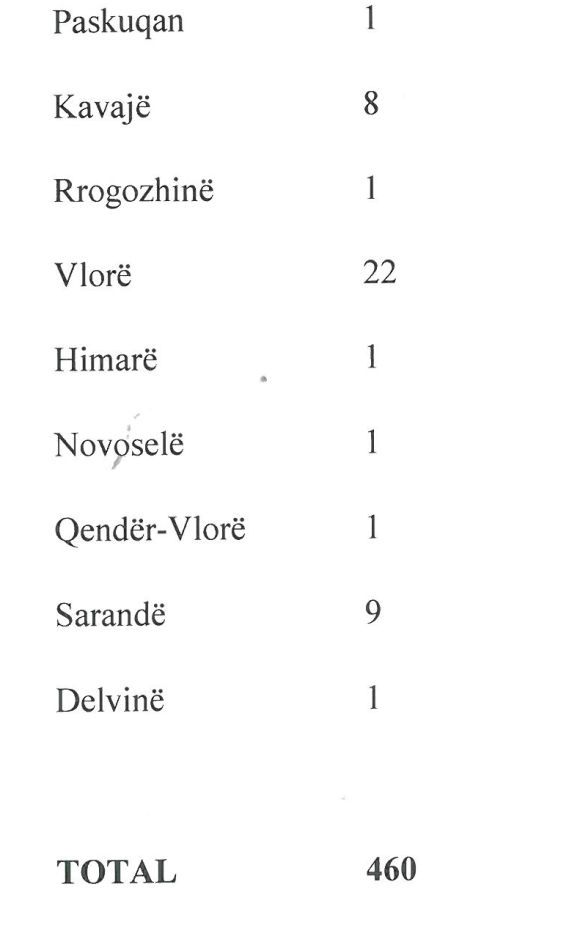 Paskuqan 1
Kavajë 8
Rrogozhinë 1
Vlorë 22
Himarë 1
Novoselë 1
Qendër-Vlorë 1
Sarandë 9
Delvinë 1
TOTAL 460